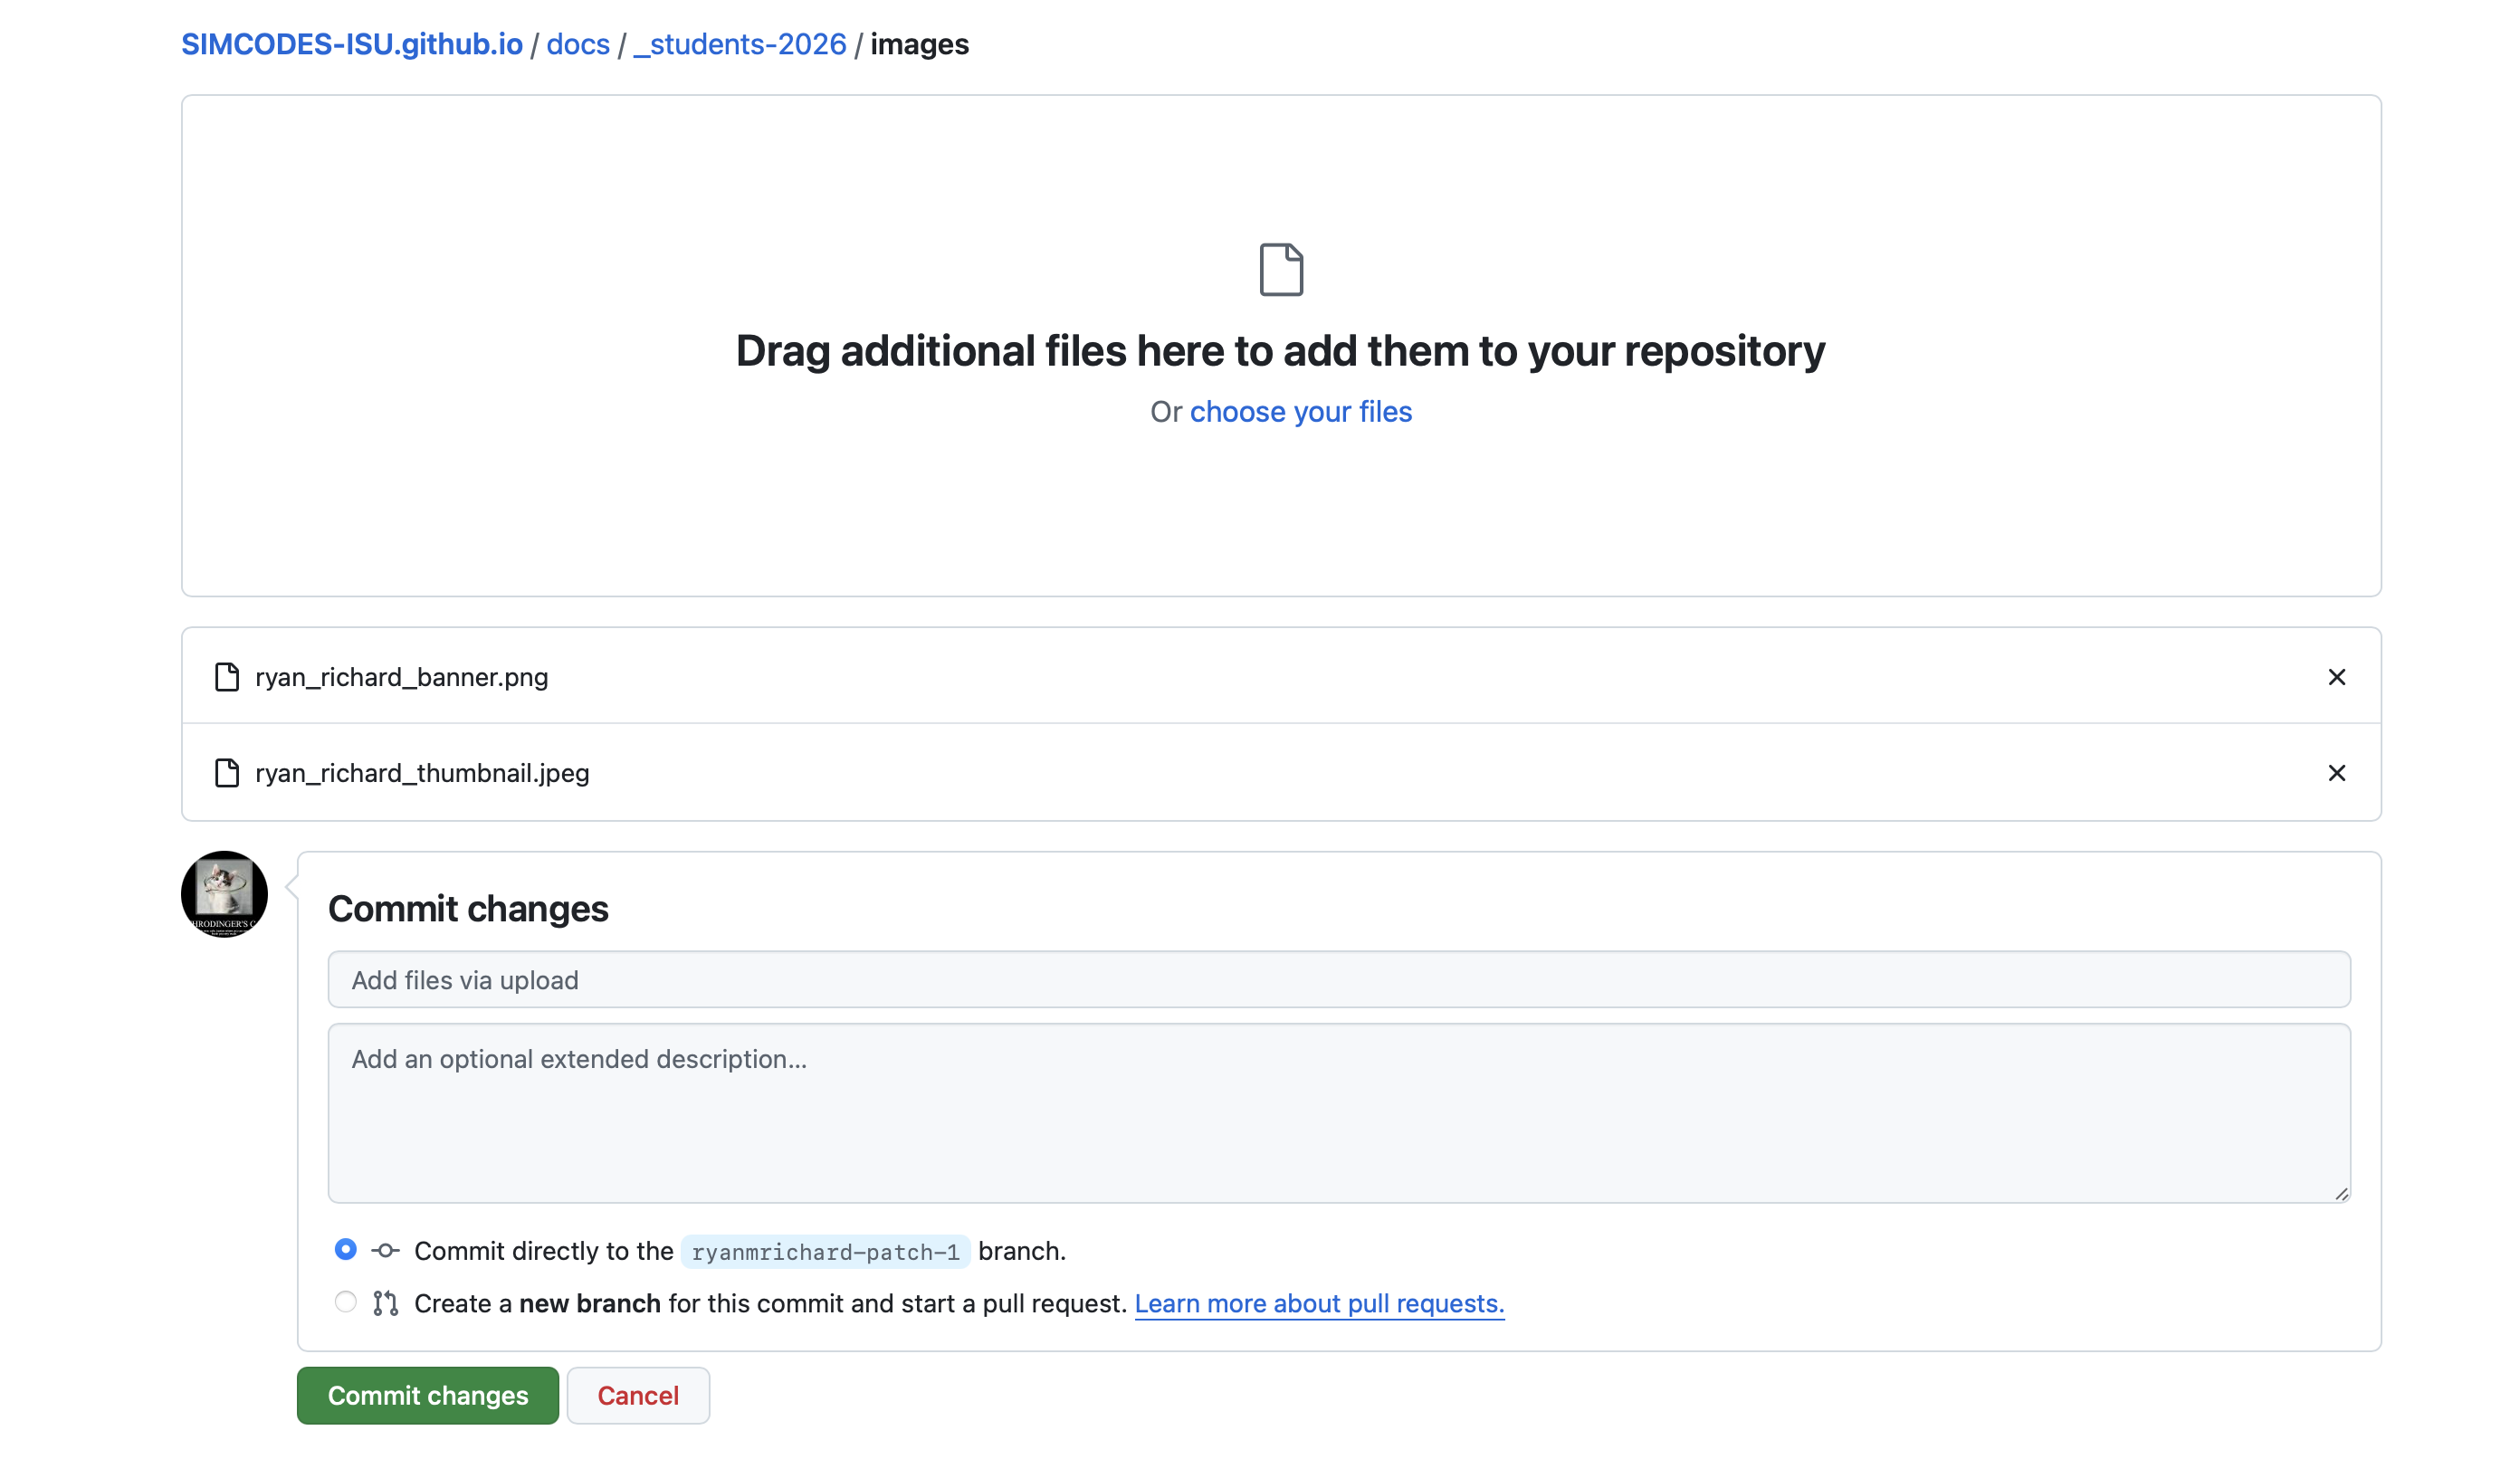 SIMCODES-ISU.github.io / docs / _students-2026 / images
Drag additional files here to add them to your repository
Or choose your files
ryan_richard_banner.png
ryan_richard_thumbnail.jpeg
HRODINGER'S C
Commit changes
Add files via upload
Add an optional extended description...
Commit directly to the ryanmrichard-patch-1 branch.
Create a new branch for this commit and start a pull request. Learn more about pull requests.
Commit changes Cancel